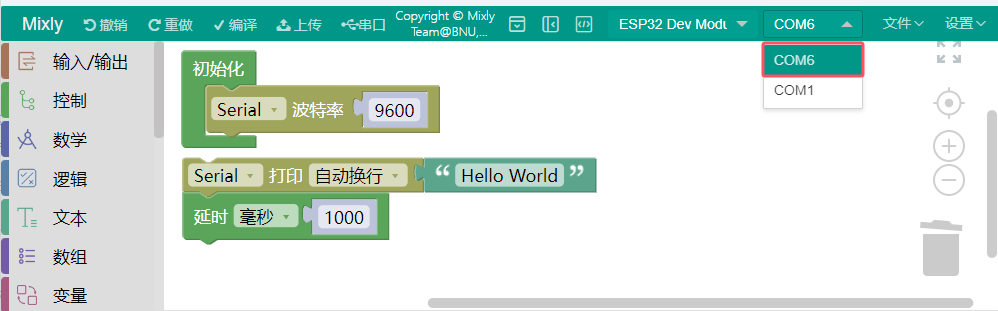 Mixly 撤销 重做 编译 上传 串口 Copyright © Mixly Team@BNU,... ESP32 Dev Modu COM6 文件 设置
COM6
COM1
输入/输出
控制
数学
逻辑
文本
数组
变量
初始化
Serial 波特率 9600
Serial 打印 自动换行 “ Hello World ”
延时 毫秒 1000